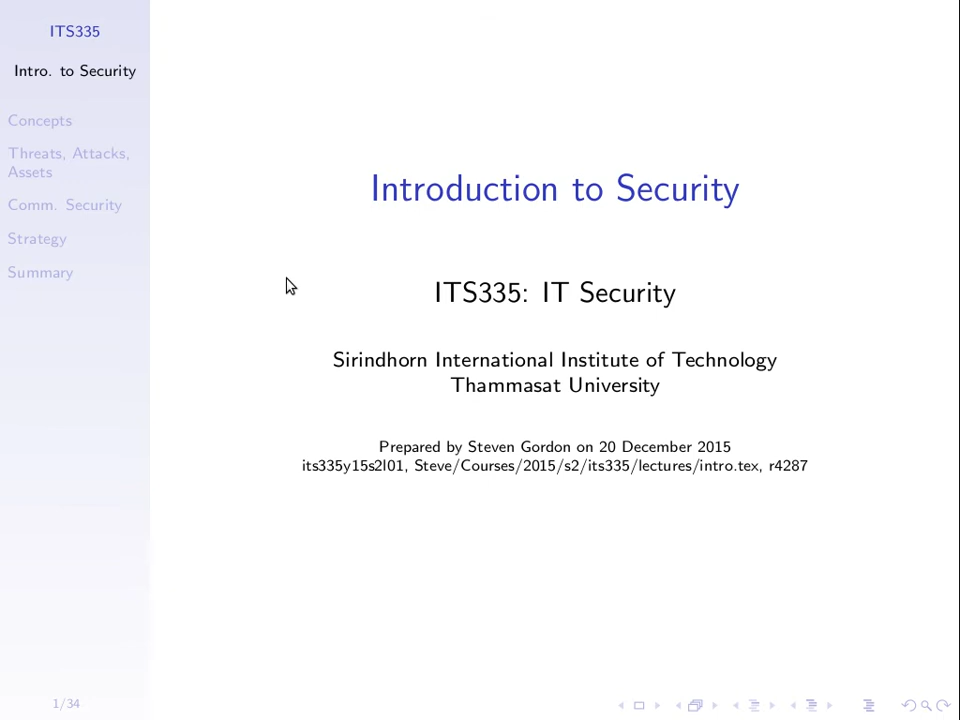 ITS335
Intro. to Security
Concepts
Threats, Attacks,
Assets
Comm. Security
Strategy
Summary
1/34
Introduction to Security
ITS335: IT Security
Sirindhorn International Institute of Technology
Thammasat University
Prepared by Steven Gordon on 20 December 2015
its335y15s2l01, Steve/Courses/2015/s2/its335/lectures/intro.tex, r4287